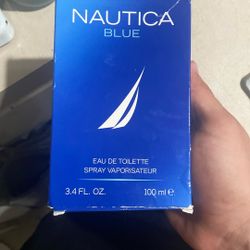 NAUTICA
BLUE
EAU DE TOILETTE
SPRAY VAPORISATEUR
3.4 FL. OZ. 100 ml ℮